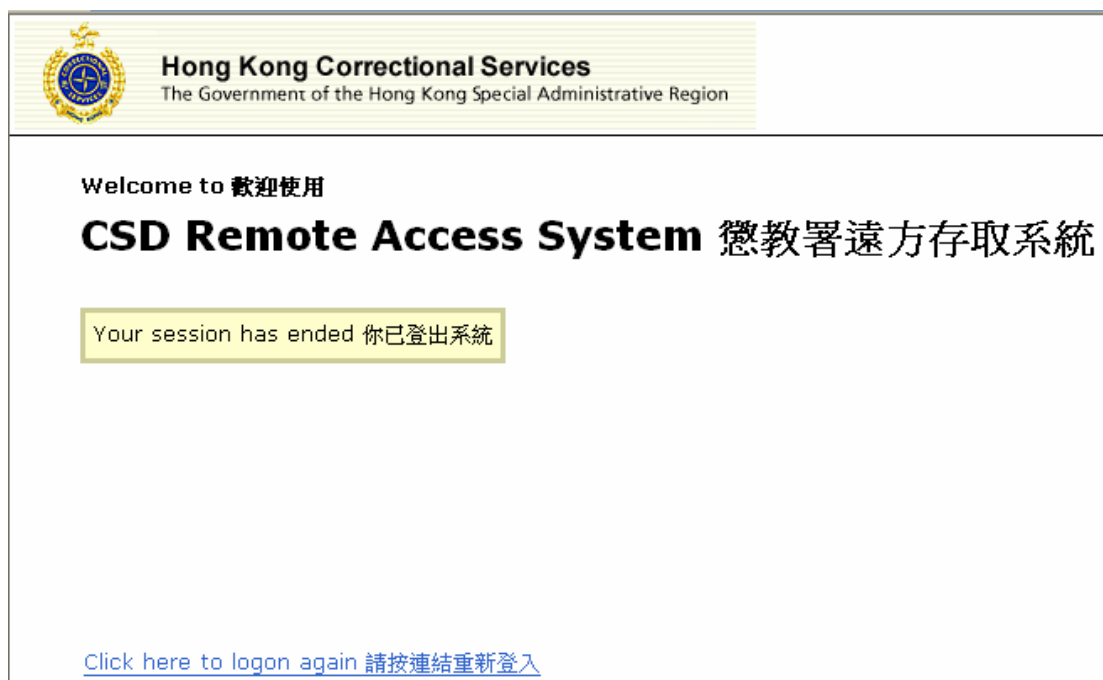 Hong Kong Correctional Services
The Government of the Hong Kong Special Administrative Region
Welcome to 歡迎使用
CSD Remote Access System 懲教署遠方存取系統
Your session has ended 你已登出系統
Click here to logon again 請按連結重新登入